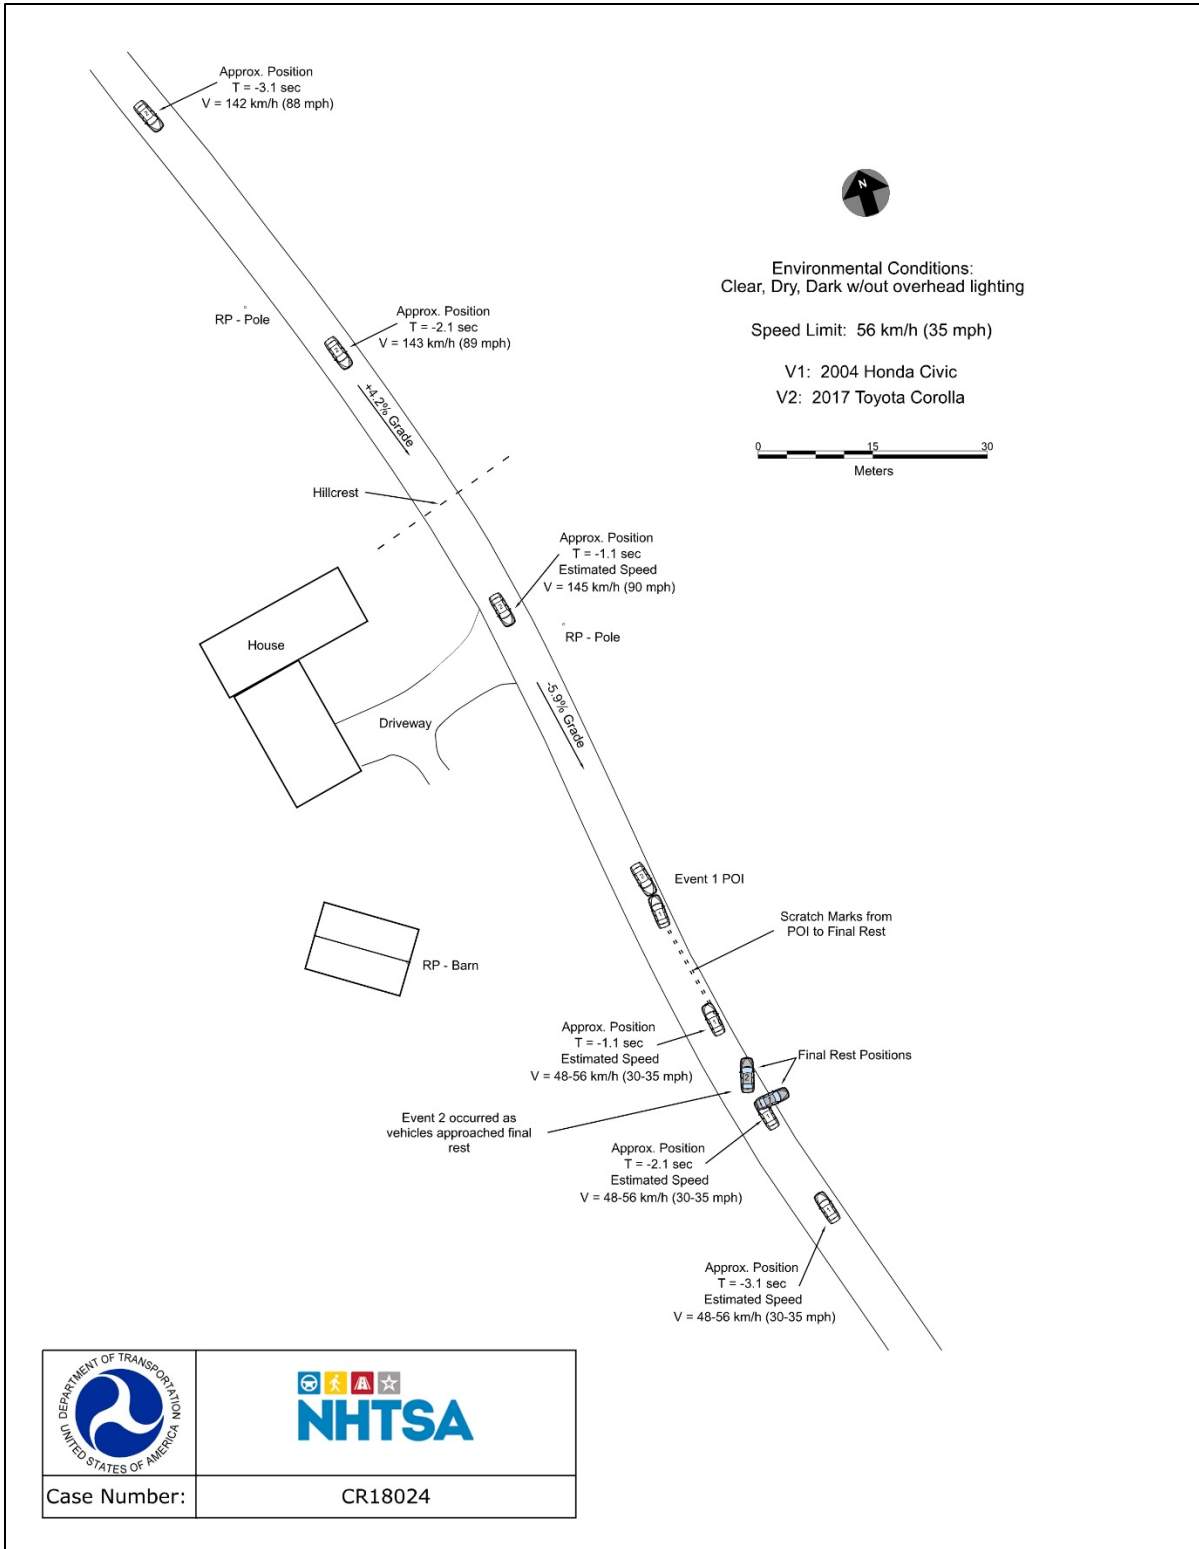 Approx. Position
T = -3.1 sec
V = 142 km/h (88 mph)
N
Environmental Conditions:
Clear, Dry, Dark w/out overhead lighting
Speed Limit: 56 km/h (35 mph)
V1: 2004 Honda Civic
V2: 2017 Toyota Corolla
0 15 30
Meters
RP - Pole
Approx. Position
T = -2.1 sec
V = 143 km/h (89 mph)
+4.2% Grade
Hillcrest
Approx. Position
T = -1.1 sec
Estimated Speed
V = 145 km/h (90 mph)
RP - Pole
House
Driveway
-5.9% Grade
Event 1 POI
Scratch Marks from
POI to Final Rest
RP - Barn
Approx. Position
T = -1.1 sec
Estimated Speed
V = 48-56 km/h (30-35 mph)
Final Rest Positions
Event 2 occurred as
vehicles approached final
rest
Approx. Position
T = -2.1 sec
Estimated Speed
V = 48-56 km/h (30-35 mph)
Approx. Position
T = -3.1 sec
Estimated Speed
V = 48-56 km/h (30-35 mph)
DEPARTMENT OF TRANSPORTATION
UNITED STATES OF AMERICA
NHTSA
Case Number:
CR18024